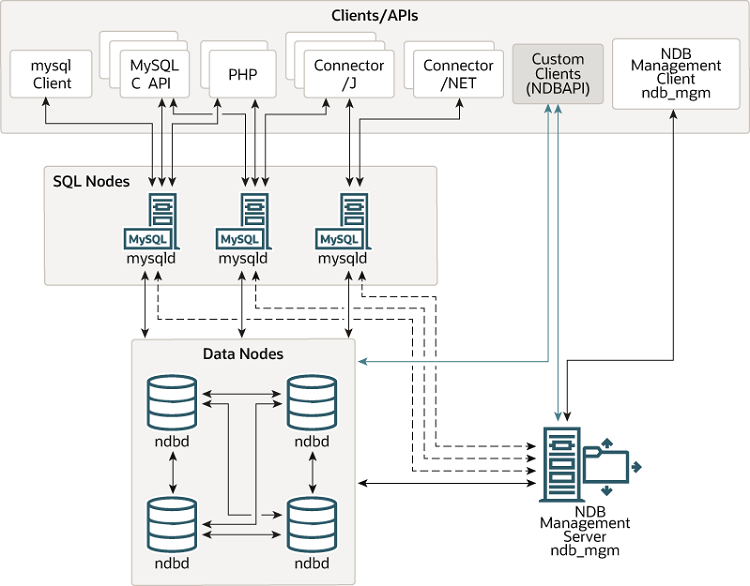 Clients/APIs
mysql
Client
MySQL
C API
PHP
Connector
/J
Connector
/NET
Custom
Clients
(NDBAPI)
NDB
Management
Client
ndb_mgm
SQL Nodes
MySQL
mysqld
MySQL
mysqld
MySQL
mysqld
Data Nodes
ndbd
ndbd
ndbd
ndbd
NDB
Management
Server
ndb_mgm